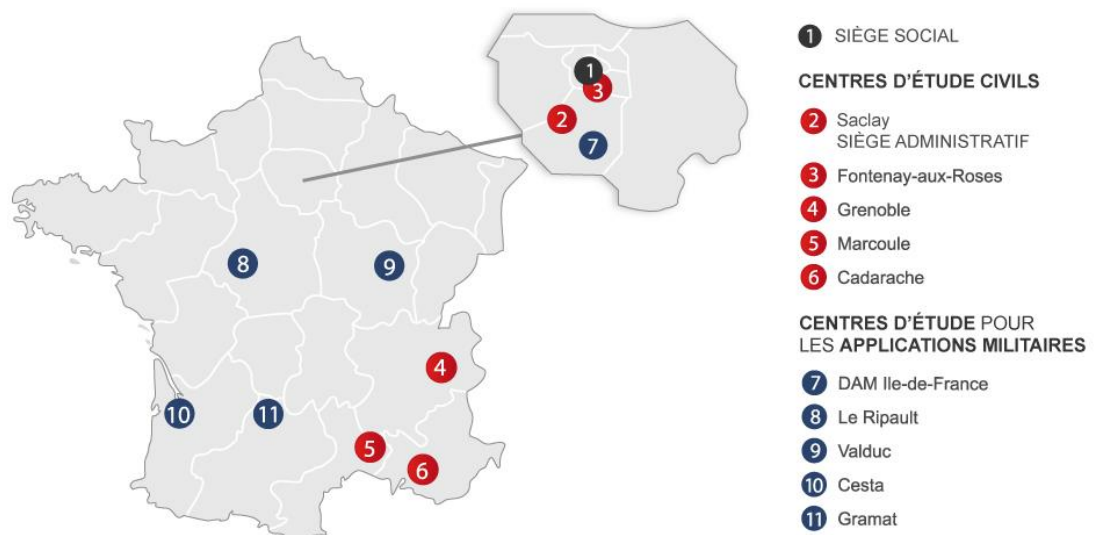 1 SIÈGE SOCIAL
CENTRES D'ÉTUDE CIVILS
2 Saclay
SIÈGE ADMINISTRATIF
3 Fontenay-aux-Roses
4 Grenoble
5 Marcoule
6 Cadarache
CENTRES D'ÉTUDE POUR
LES APPLICATIONS MILITAIRES
7 DAM Ile-de-France
8 Le Ripault
9 Valduc
10 Cesta
11 Gramat
1
3
2
7
8
9
4
10
11
5
6